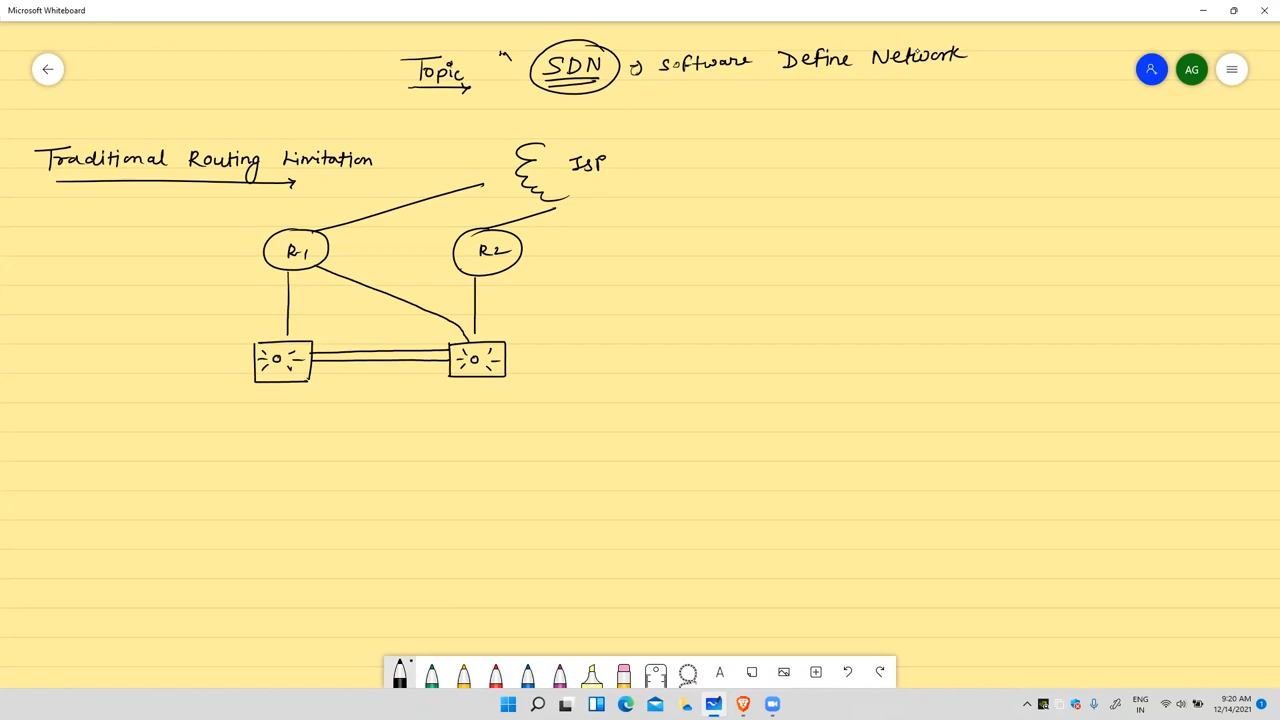 Microsoft Whiteboard
Topic SDN Software Define Network
AG
Traditional Routing Limitation
ISP
R1 R2
A
ENG
IN
9:20 AM
12/14/2021